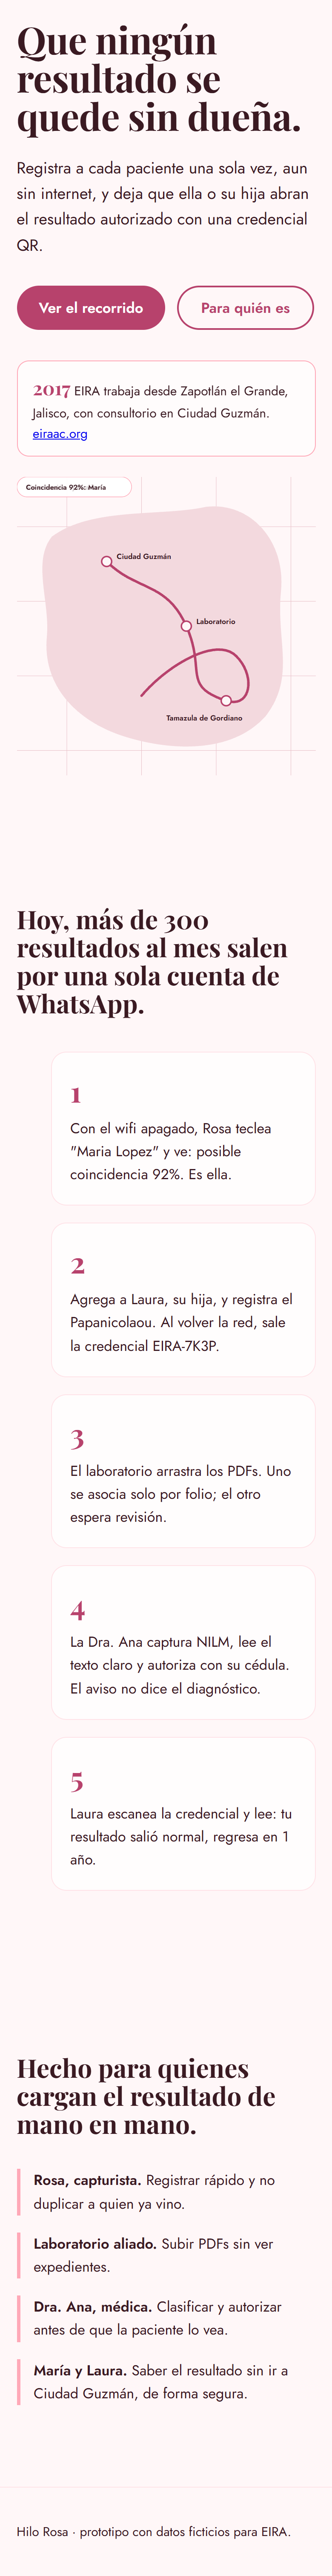 Que ningún
resultado se
quede sin dueña.
Registra a cada paciente una sola vez, aun
sin internet, y deja que ella o su hija abran
el resultado autorizado con una credencial
QR.
Ver el recorrido
Para quién es
2017 EIRA trabaja desde Zapotlán el Grande,
Jalisco, con consultorio en Ciudad Guzmán.
eiraac.org
Coincidencia 92%: María
Ciudad Guzmán
Laboratorio
Tamazula de Gordiano
Hoy, más de 300
resultados al mes salen
por una sola cuenta de
WhatsApp.
1
Con el wifi apagado, Rosa teclea
"Maria Lopez" y ve: posible
coincidencia 92%. Es ella.
2
Agrega a Laura, su hija, y registra el
Papanicolaou. Al volver la red, sale
la credencial EIRA-7K3P.
3
El laboratorio arrastra los PDFs. Uno
se asocia solo por folio; el otro
espera revisión.
4
La Dra. Ana captura NILM, lee el
texto claro y autoriza con su cédula.
El aviso no dice el diagnóstico.
5
Laura escanea la credencial y lee: tu
resultado salió normal, regresa en 1
año.
Hecho para quienes
cargan el resultado de
mano en mano.
Rosa, capturista. Registrar rápido y no
duplicar a quien ya vino.
Laboratorio aliado. Subir PDFs sin ver
expedientes.
Dra. Ana, médica. Clasificar y autorizar
antes de que la paciente lo vea.
María y Laura. Saber el resultado sin ir a
Ciudad Guzmán, de forma segura.
Hilo Rosa · prototipo con datos ficticios para EIRA.